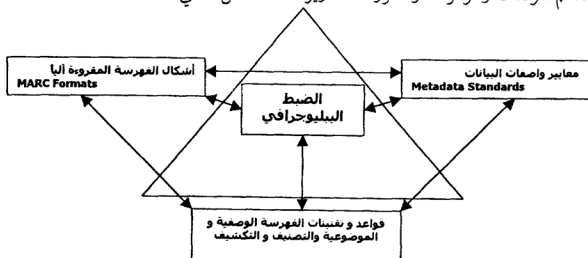 أشكال الفهرسة المقروءة آلياً
MARC Formats
معايير واصفات البيانات
Metadata Standards
الضبط
الببليوجرافي
قواعد و تقنينات الفهرسة الوصفية و
الموضوعية والتصنيف و التكشيف